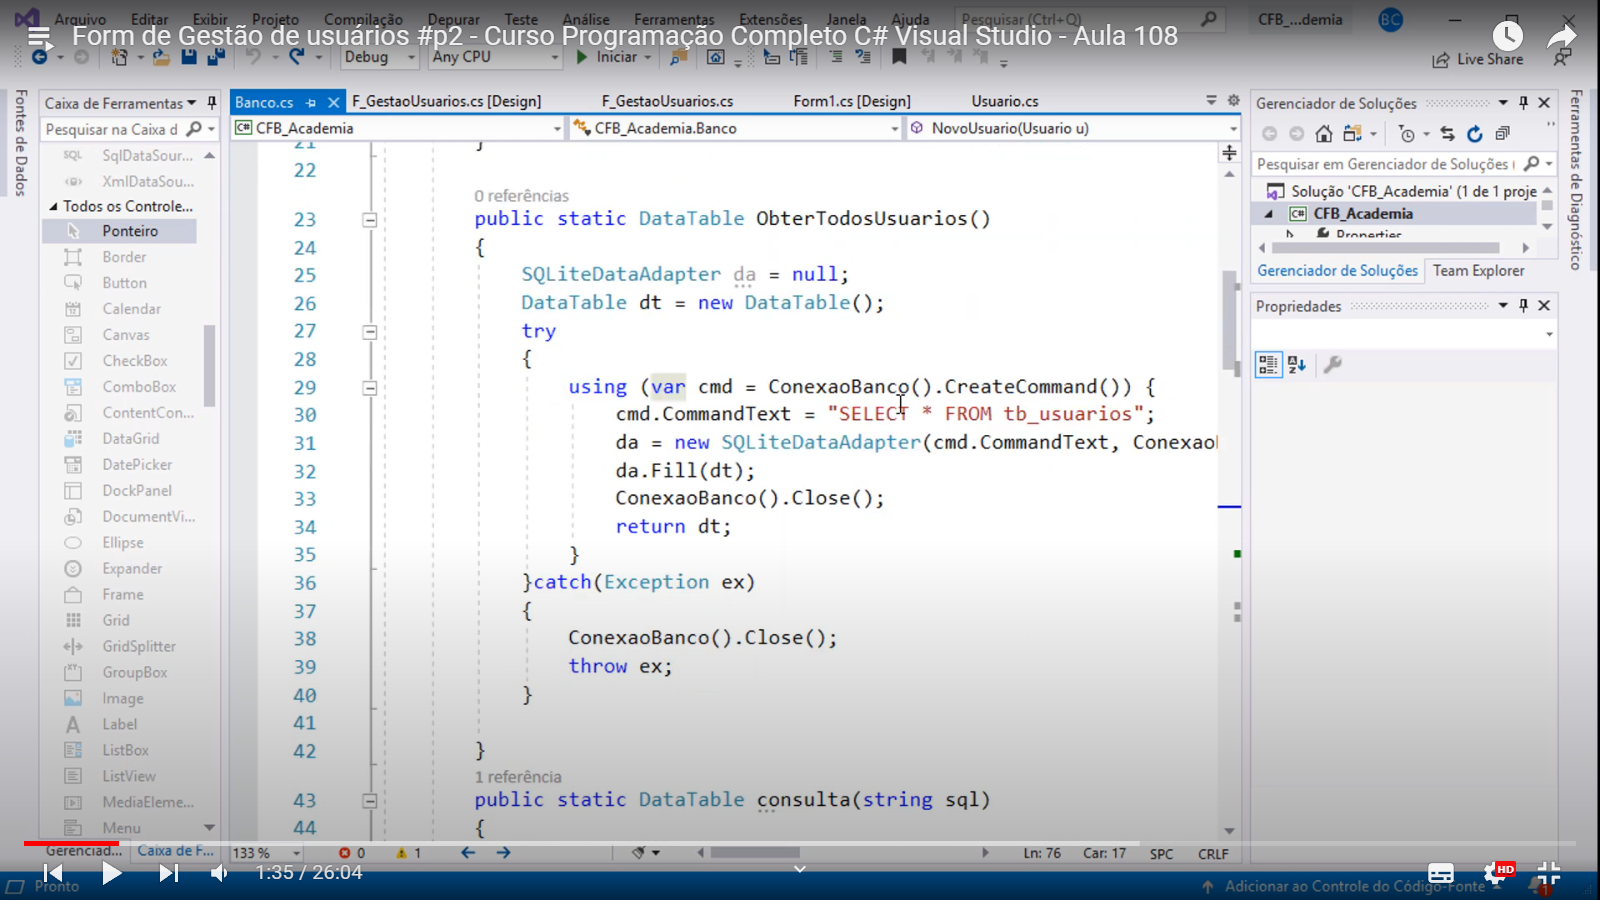 Arquivo Editar Exibir Projeto Compilação Depurar Teste Análise Ferramentas Extensões Janela Ajuda Pesquisar (Ctrl+Q) CFB_...demia BC
Form de Gestão de usuários #p2 - Curso Programação Completo C# Visual Studio - Aula 108
Debug Any CPU Iniciar Live Share
Fontes de Dados
Caixa de Ferramentas
Pesquisar na Caixa d
SQL SqlDataSour...
XmlDataSou...
Todos os Controle...
Ponteiro
Border
Button
Calendar
Canvas
CheckBox
ComboBox
ContentCon...
DataGrid
DatePicker
DockPanel
DocumentVi...
Ellipse
Expander
Frame
Grid
GridSplitter
GroupBox
Image
Label
ListBox
ListView
MediaEleme...
Menu
Gerenciad... Caixa de F...
Banco.cs F_GestaoUsuarios.cs [Design] F_GestaoUsuarios.cs Form1.cs [Design] Usuario.cs
C# CFB_Academia CFB_Academia.Banco NovoUsuario(Usuario u)
21 }
22
0 referências
23 public static DataTable ObterTodosUsuarios()
24 {
25 SQLiteDataAdapter da = null;
26 DataTable dt = new DataTable();
27 try
28 {
29 using (var cmd = ConexaoBanco().CreateCommand()) {
30 cmd.CommandText = "SELECT * FROM tb_usuarios";
31 da = new SQLiteDataAdapter(cmd.CommandText, Conexao
32 da.Fill(dt);
33 ConexaoBanco().Close();
34 return dt;
35 }
36 }catch(Exception ex)
37 {
38 ConexaoBanco().Close();
39 throw ex;
40 }
41
42 }
1 referência
43 public static DataTable consulta(string sql)
44 {
133 % 0 1 Ln: 76 Car: 17 SPC CRLF
Gerenciador de Soluções
Pesquisar em Gerenciador de Soluções (
Solução 'CFB_Academia' (1 de 1 proje
C# CFB_Academia
Properties
Gerenciador de Soluções Team Explorer
Propriedades
Ferramentas de Diagnóstico
1:35 / 26:04 HD
Pronto Adicionar ao Controle do Código-Fonte 1